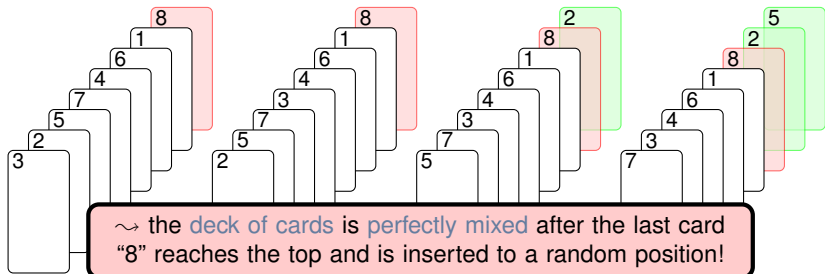 8 8 2 5
1 1 8 2
6 6 1 8
4 4 6 1
7 3 4 6
5 7 3 4
2 5 7 3
3 2 5 7
⤳ the deck of cards is perfectly mixed after the last card
“8” reaches the top and is inserted to a random position!